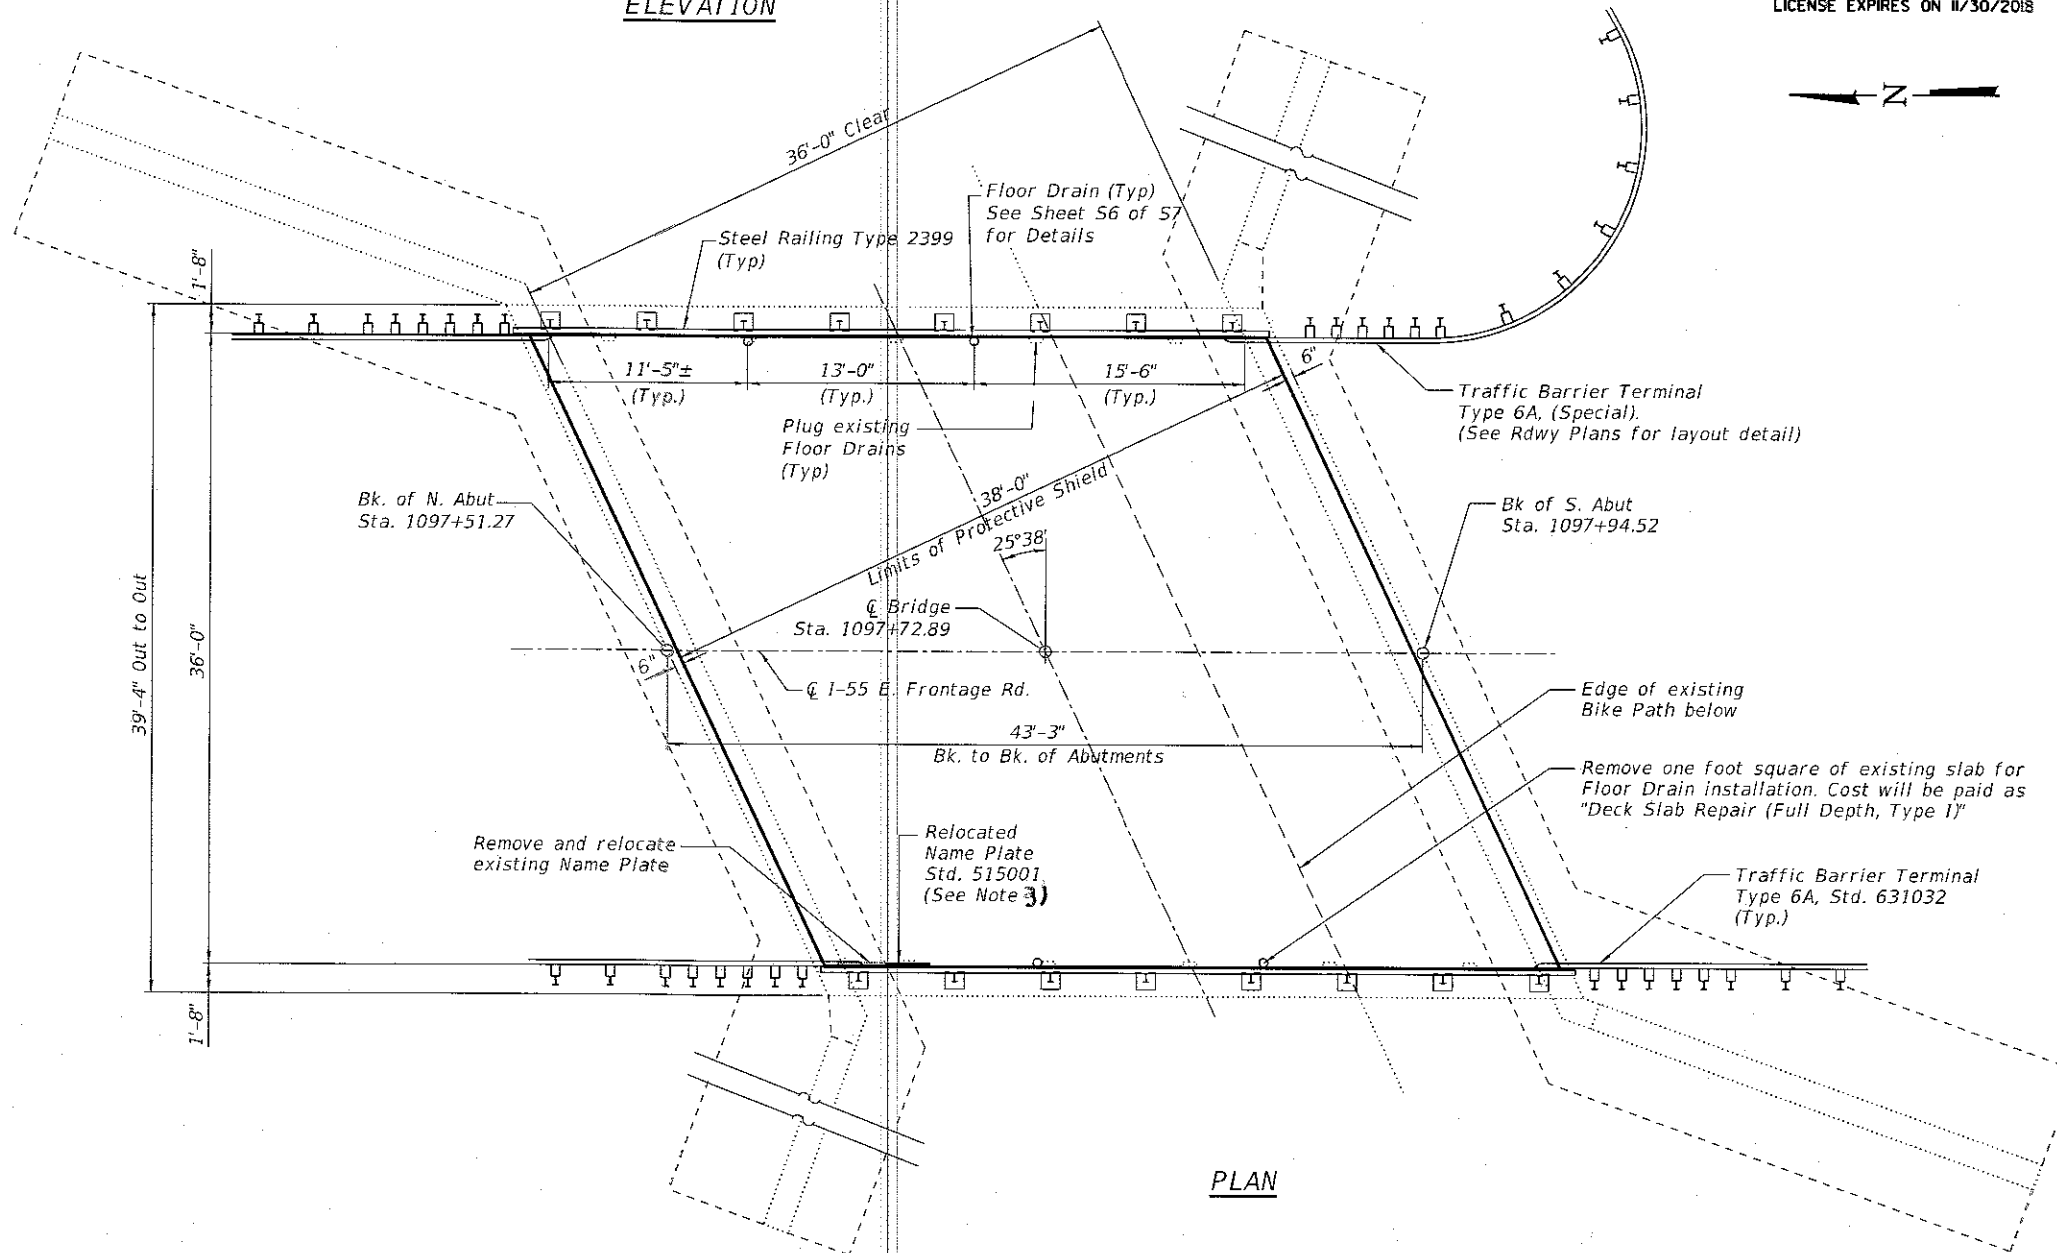 ELEVATION
LICENSE EXPIRES ON 11/30/2018
N
36'-0" Clear
Floor Drain (Typ)
See Sheet S6 of S7
for Details
Steel Railing Type 2399
(Typ)
1'-8"
11'-5"±
(Typ.)
13'-0"
(Typ.)
15'-6"
(Typ.)
6"
Plug existing
Floor Drains
(Typ)
Traffic Barrier Terminal
Type 6A, (Special).
(See Rdwy Plans for layout detail)
38'-0"
Limits of Protective Shield
Bk. of N. Abut
Sta. 1097+51.27
Bk of S. Abut
Sta. 1097+94.52
25°38'
39'-4" Out to Out
36'-0"
℄ Bridge
Sta. 1097+72.89
6"
℄ I-55 E. Frontage Rd.
43'-3"
Bk. to Bk. of Abutments
Edge of existing
Bike Path below
Remove one foot square of existing slab for
Floor Drain installation. Cost will be paid as
"Deck Slab Repair (Full Depth, Type I)"
Remove and relocate
existing Name Plate
Relocated
Name Plate
Std. 515001
(See Note 3)
Traffic Barrier Terminal
Type 6A, Std. 631032
(Typ.)
1'-8"
PLAN